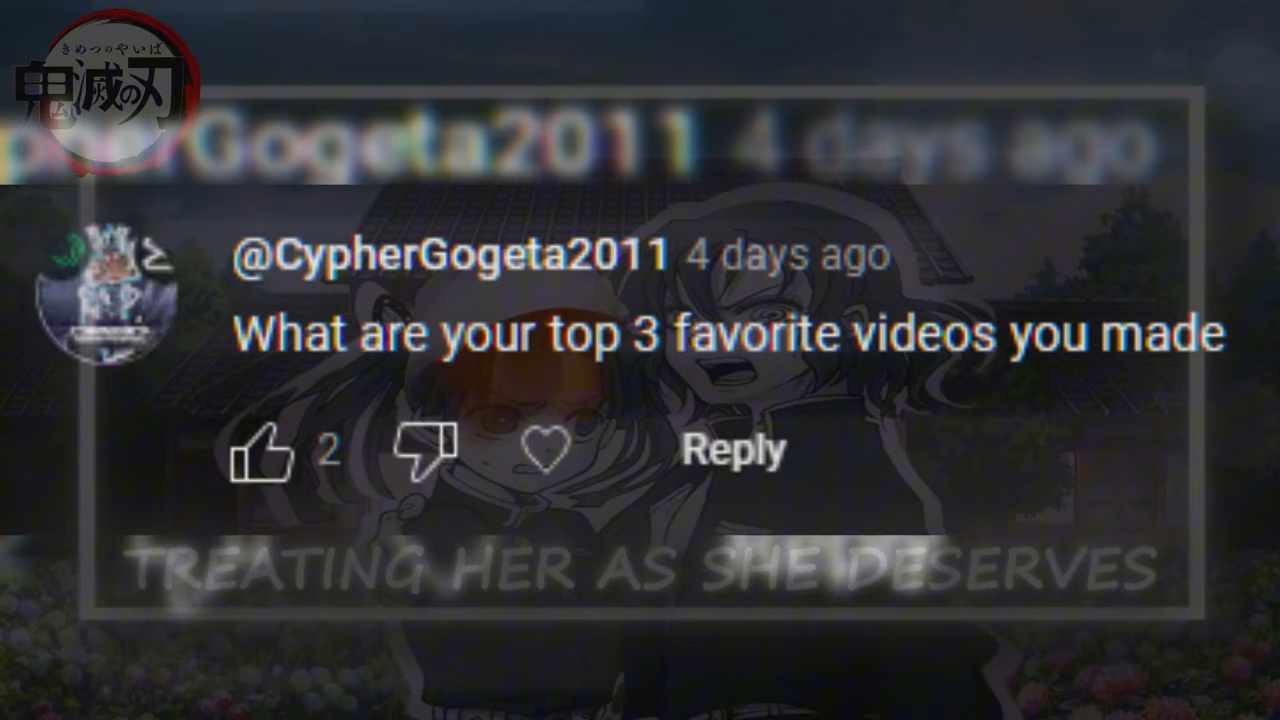 きめつのやいば
鬼滅の刃
pherGogeta2011 4 days ago
@CypherGogeta2011 4 days ago
What are your top 3 favorite videos you made
2
Reply
TREATING HER AS SHE DESERVES